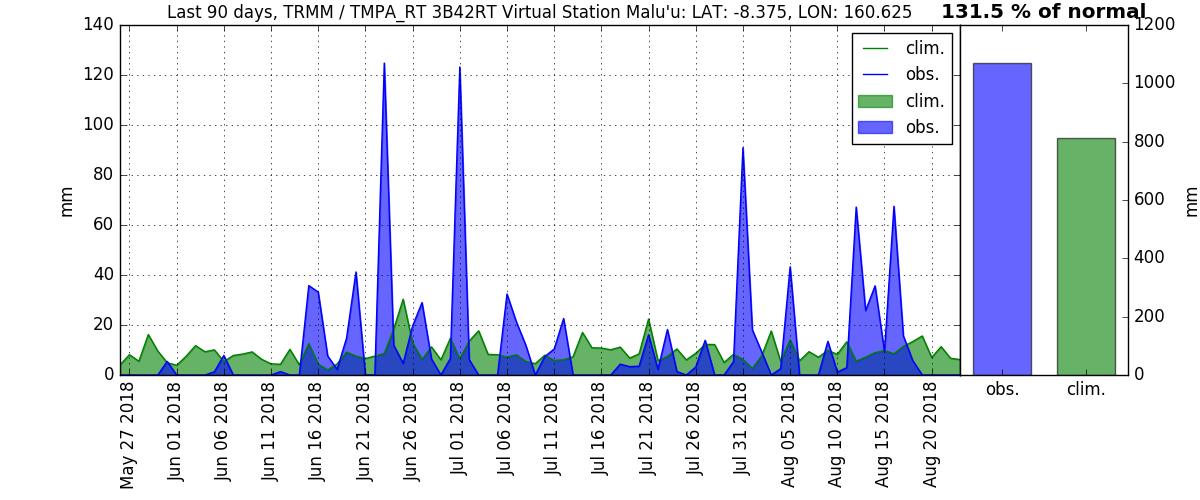 Last 90 days, TRMM / TMPA_RT 3B42RT Virtual Station Malu'u: LAT: -8.375, LON: 160.625
131.5 % of normal
140
120
100
80
60
40
20
0
mm
clim.
obs.
clim.
obs.
May 27 2018
Jun 01 2018
Jun 06 2018
Jun 11 2018
Jun 16 2018
Jun 21 2018
Jun 26 2018
Jul 01 2018
Jul 06 2018
Jul 11 2018
Jul 16 2018
Jul 21 2018
Jul 26 2018
Jul 31 2018
Aug 05 2018
Aug 10 2018
Aug 15 2018
Aug 20 2018
1200
1000
800
600
400
200
0
mm
obs.
clim.